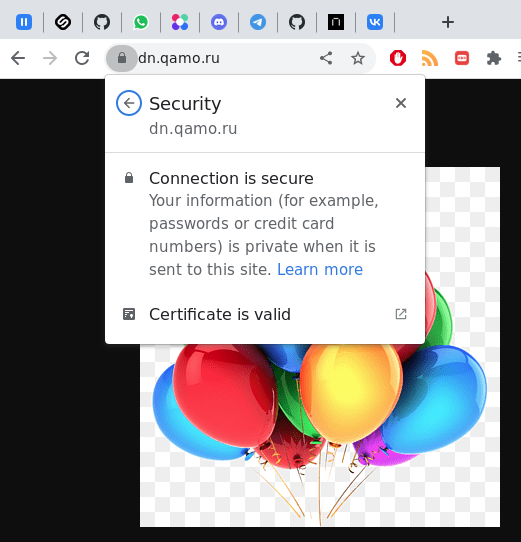 dn.qamo.ru
Security
dn.qamo.ru
Connection is secure
Your information (for example,
passwords or credit card
numbers) is private when it is
sent to this site. Learn more
Certificate is valid